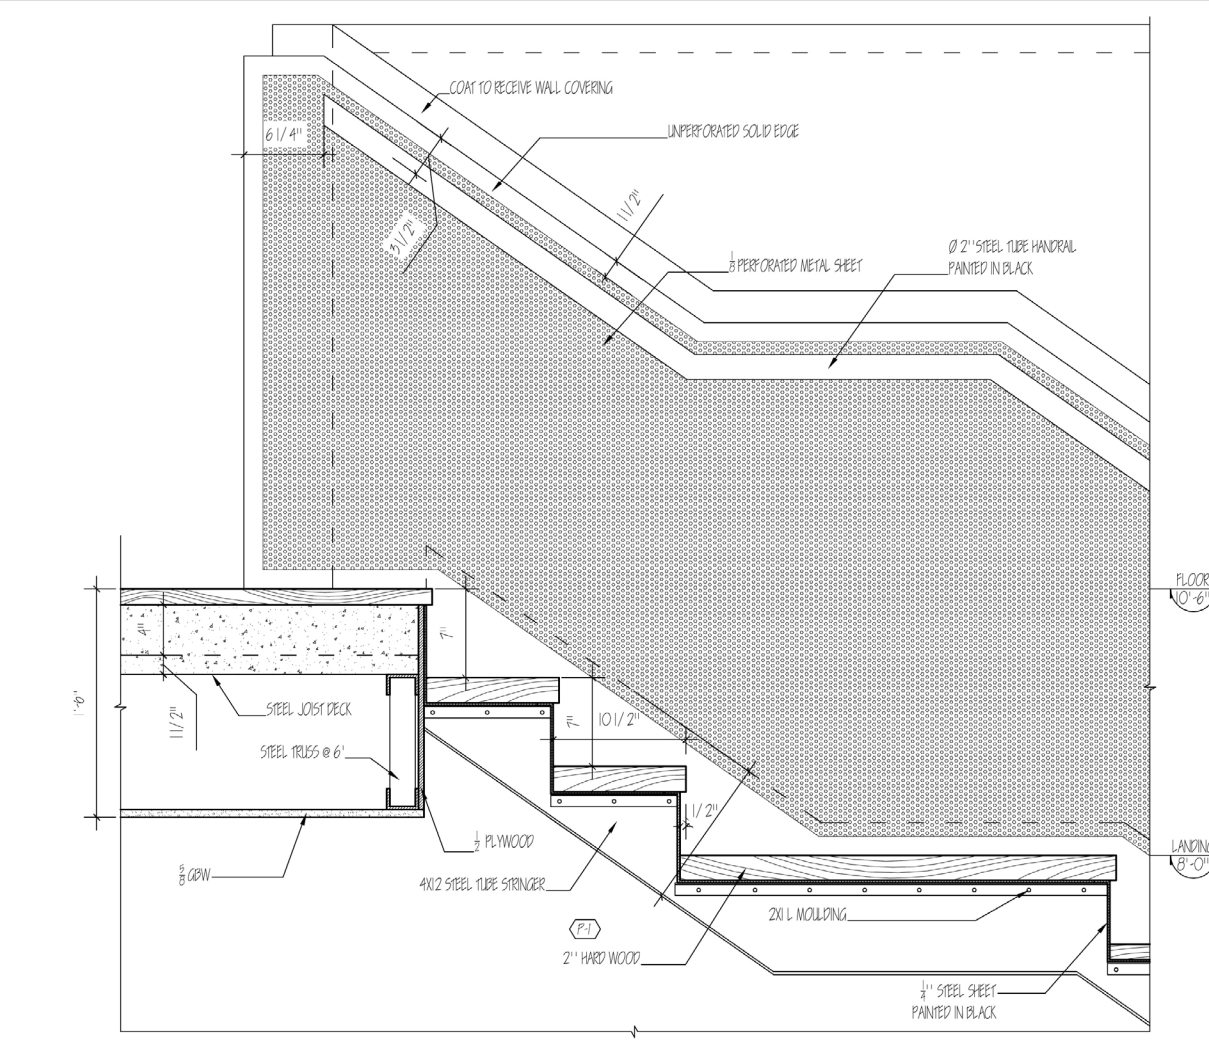 COAT TO RECEIVE WALL COVERING
6 1/4"
UNPERFORATED SOLID EDGE
1 1/2"
3 1/2"
Ø 2'' STEEL TUBE HANDRAIL
PAINTED IN BLACK
1/8 PERFORATED METAL SHEET
FLOOR
10'-6"
4"
7"
1'-6"
STEEL JOIST DECK
1 1/2"
7"
10 1/2"
STEEL TRUSS @ 6'
1/2"
1/2 PLYWOOD
LANDING
8'-0"
5/8 GBW
4X12 STEEL TUBE STRINGER
2X1 L MOULDING
P-1
2'' HARD WOOD
1/4'' STEEL SHEET
PAINTED IN BLACK